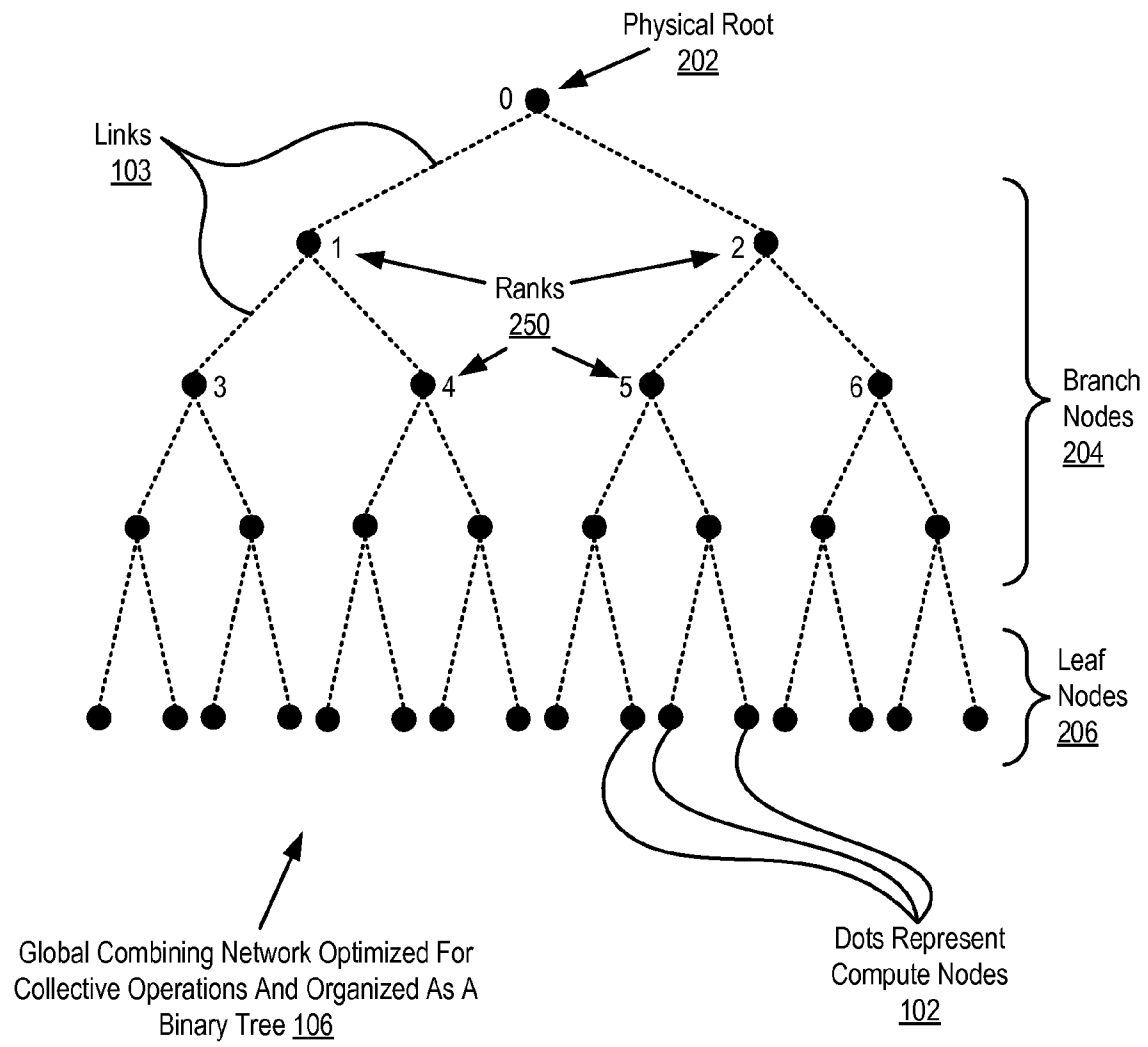 Physical Root
202
0
Links
103
1
2
Ranks
250
3
4
5
6
Branch
Nodes
204
Leaf
Nodes
206
Global Combining Network Optimized For
Collective Operations And Organized As A
Binary Tree 106
Dots Represent
Compute Nodes
102